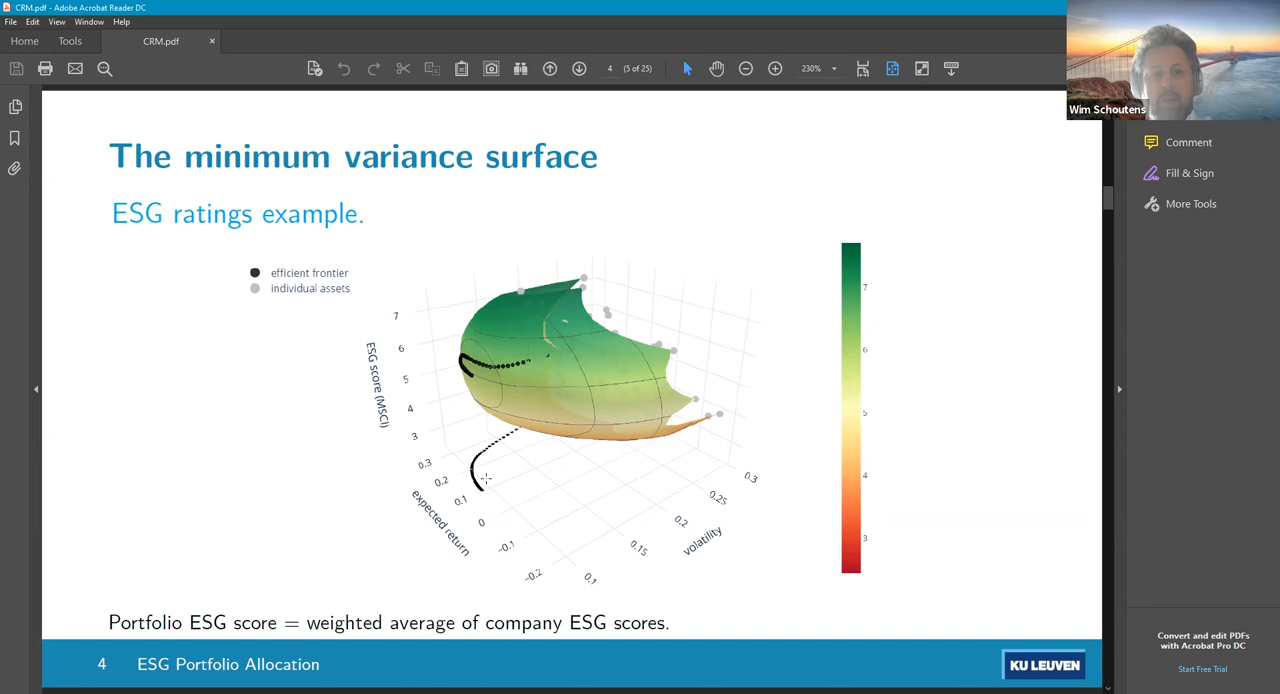 CRM.pdf - Adobe Acrobat Reader DC
File Edit View Window Help
Home Tools CRM.pdf ×
4 (5 of 25) 230%
Wim Schoutens
The minimum variance surface
ESG ratings example.
efficient frontier
individual assets
7
6
5
4
3
ESG score (MSCI)
0.3
0.2
0.1
0
−0.1
−0.2
expected return
0.1
0.15
0.2
0.25
0.3
volatility
7
6
5
4
3
Portfolio ESG score = weighted average of company ESG scores.
4 ESG Portfolio Allocation
KU LEUVEN
Comment
Fill & Sign
More Tools
Convert and edit PDFs
with Acrobat Pro DC
Start Free Trial